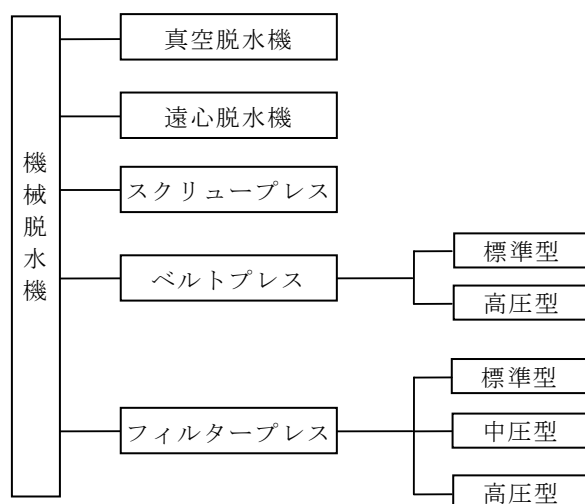 機械脱水機
真空脱水機
遠心脱水機
スクリュープレス
ベルトプレス
標準型
高圧型
フィルタープレス
標準型
中圧型
高圧型